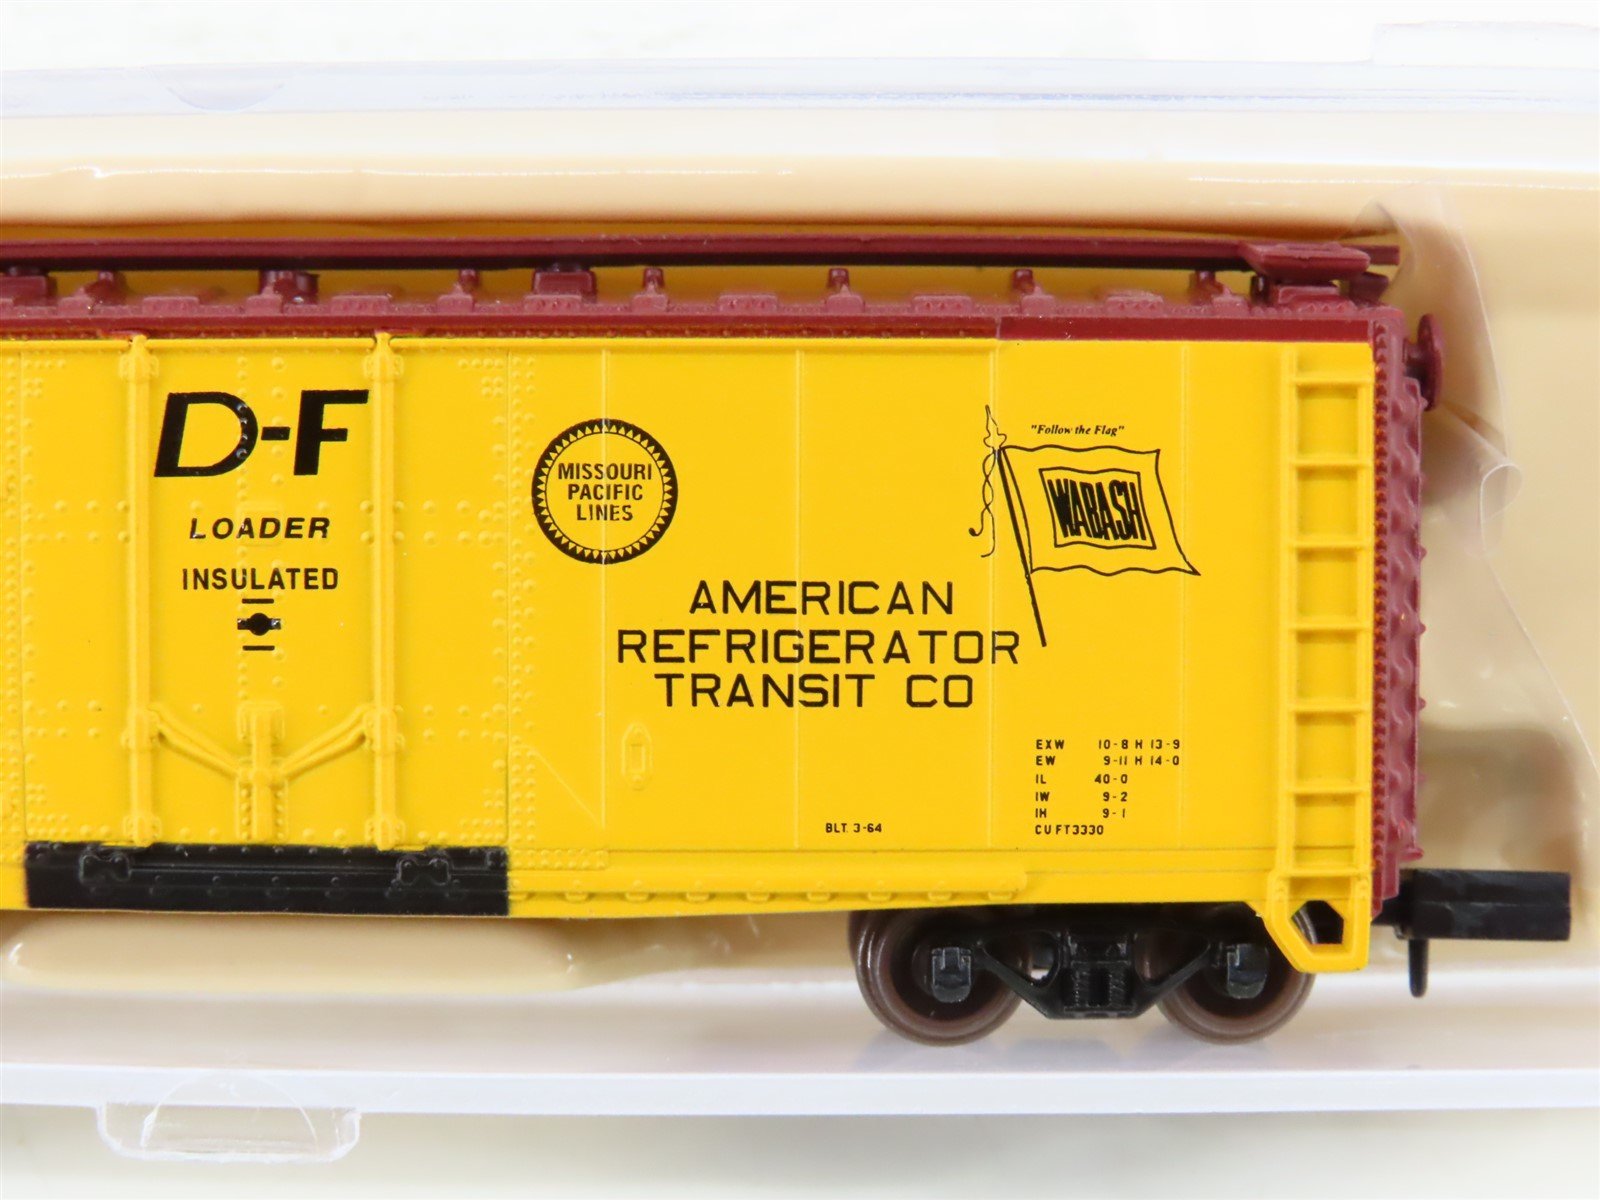 D-F
LOADER
INSULATED
MISSOURI
PACIFIC
LINES
"Follow the Flag"
WABASH
AMERICAN
REFRIGERATOR
TRANSIT CO
EXW 10-8 H 13-9
EW 9-11 H 14-0
IL 40-0
IW 9-2
IH 9-1
CU FT 3330
BLT. 3-64